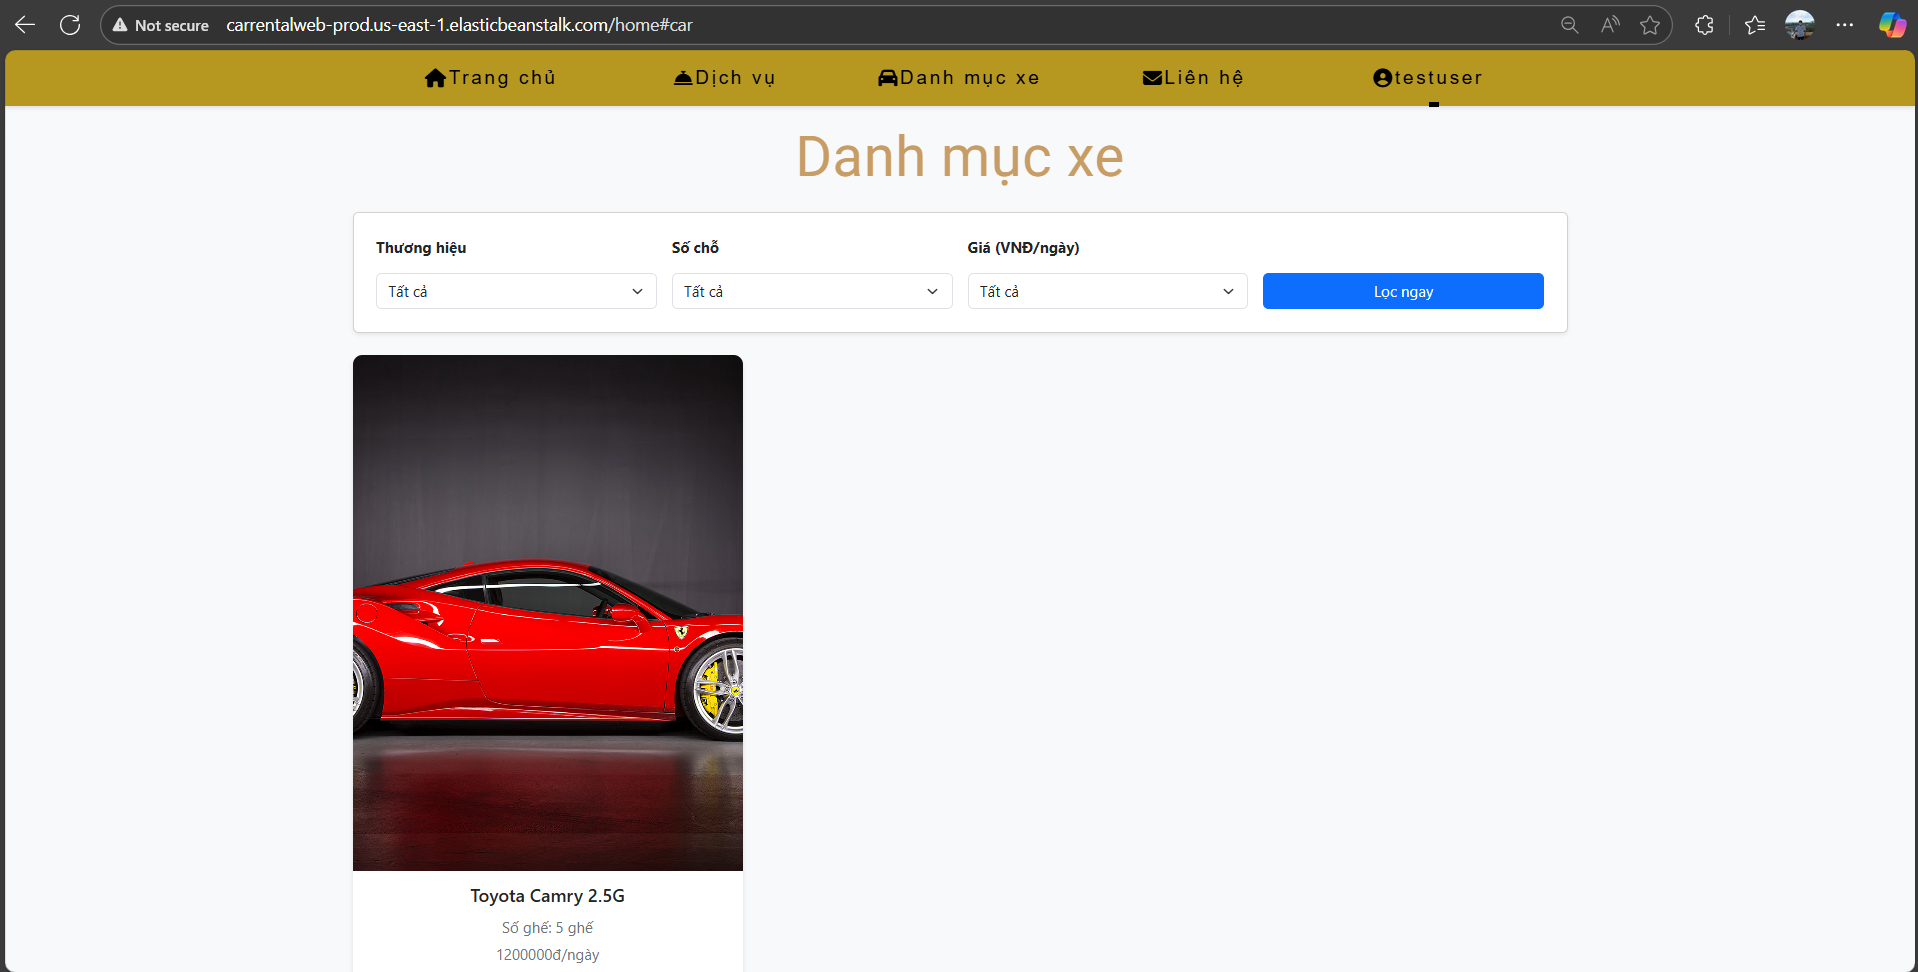 Not secure carrentalweb-prod.us-east-1.elasticbeanstalk.com/home#car
Trang chủ Dịch vụ Danh mục xe Liên hệ testuser
Danh mục xe
Thương hiệu Số chỗ Giá (VNĐ/ngày)
Tất cả Tất cả Tất cả Lọc ngay
Toyota Camry 2.5G
Số ghế: 5 ghế
1200000đ/ngày